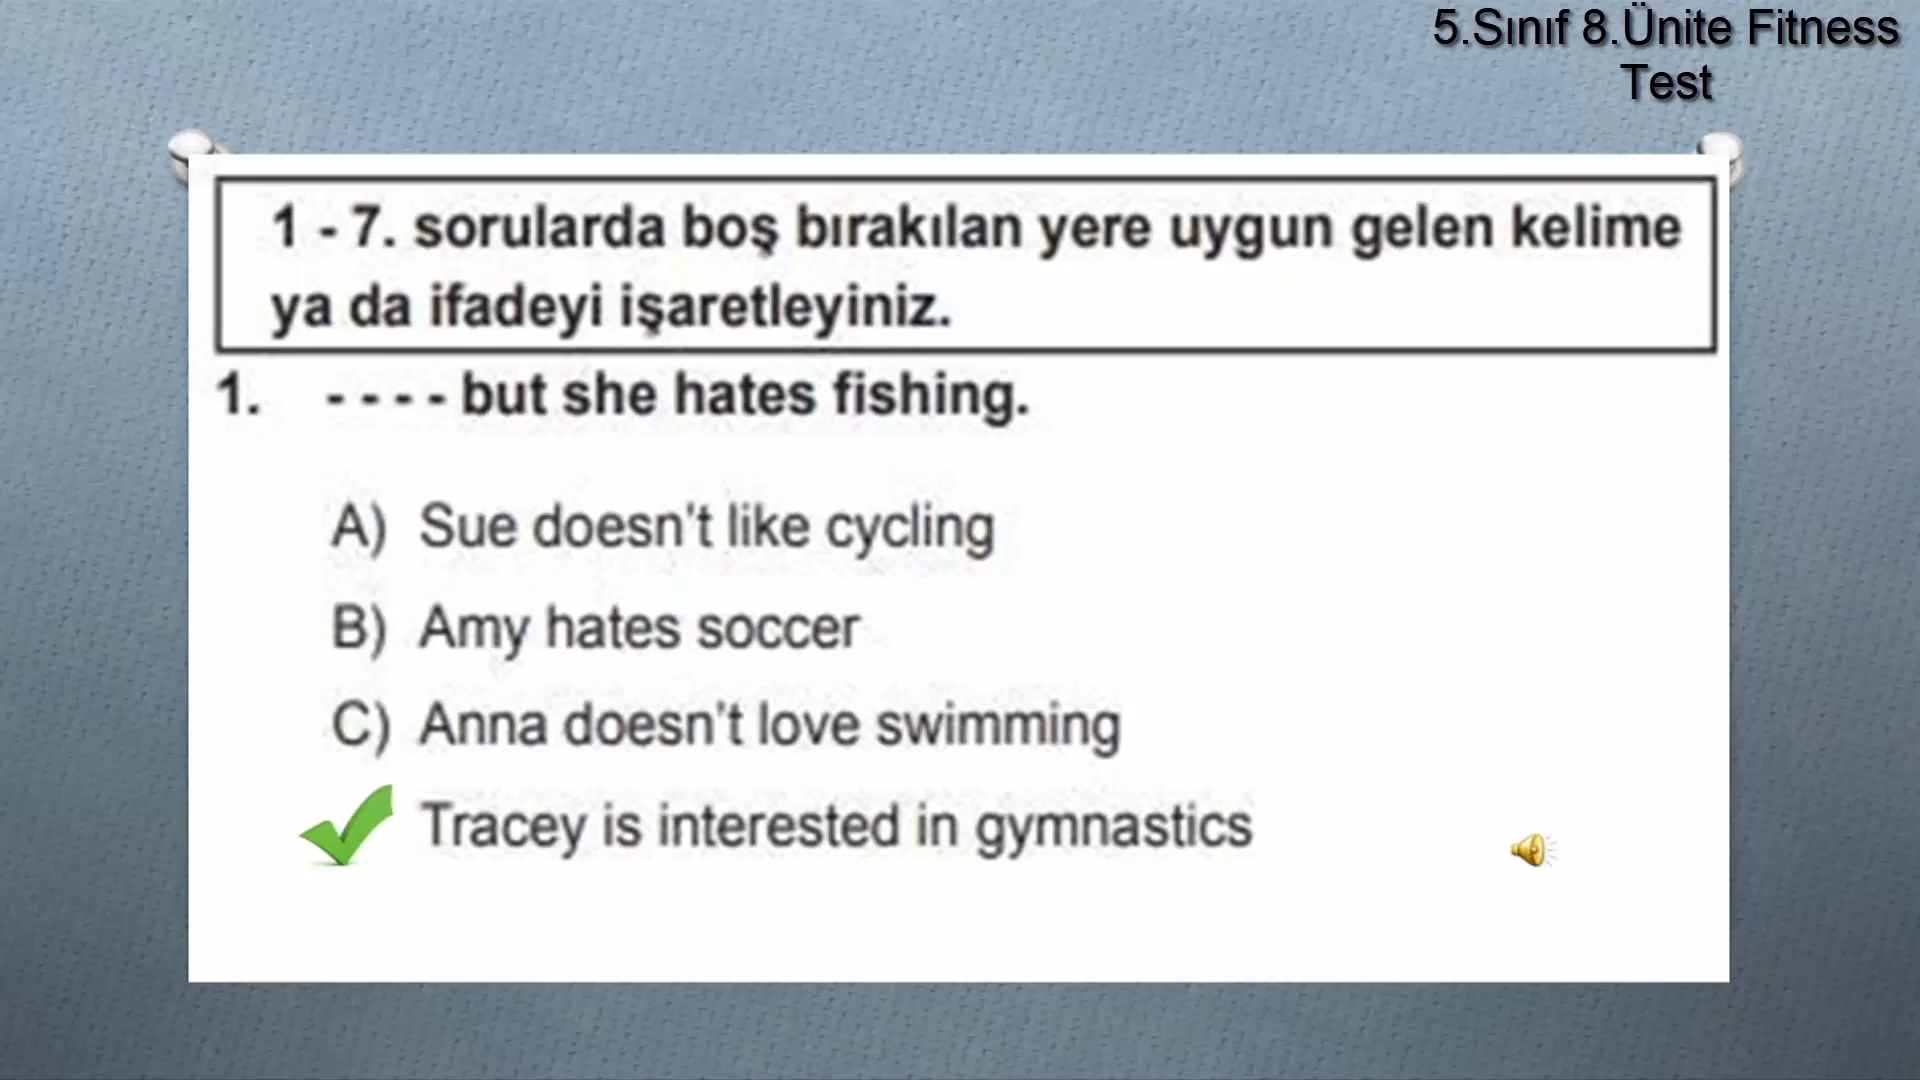 5.Sınıf 8.Ünite Fitness
Test
1 - 7. sorularda boş bırakılan yere uygun gelen kelime
ya da ifadeyi işaretleyiniz.
1. - - - - but she hates fishing.
A) Sue doesn't like cycling
B) Amy hates soccer
C) Anna doesn't love swimming
Tracey is interested in gymnastics